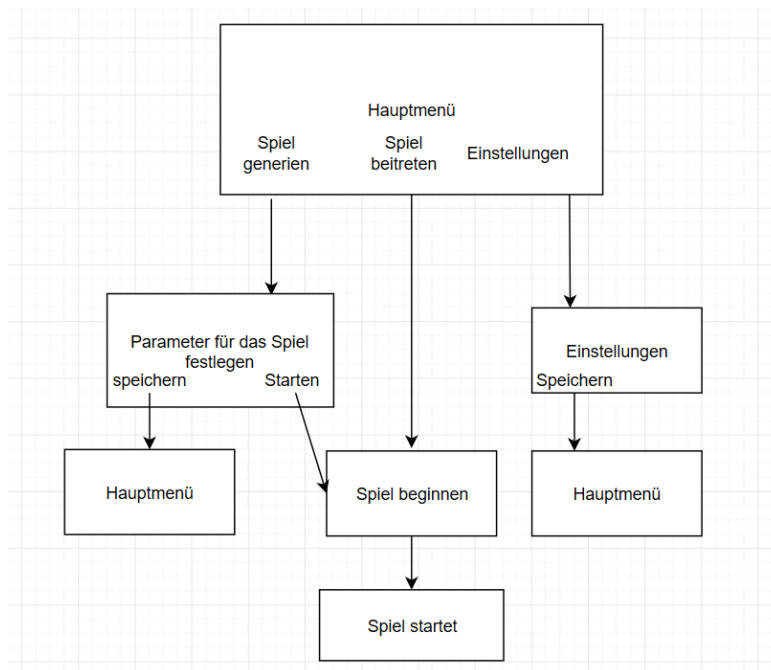 Hauptmenü
Spiel
generien
Spiel
beitreten
Einstellungen
Parameter für das Spiel
festlegen
speichern
Starten
Einstellungen
Speichern
Hauptmenü
Spiel beginnen
Hauptmenü
Spiel startet